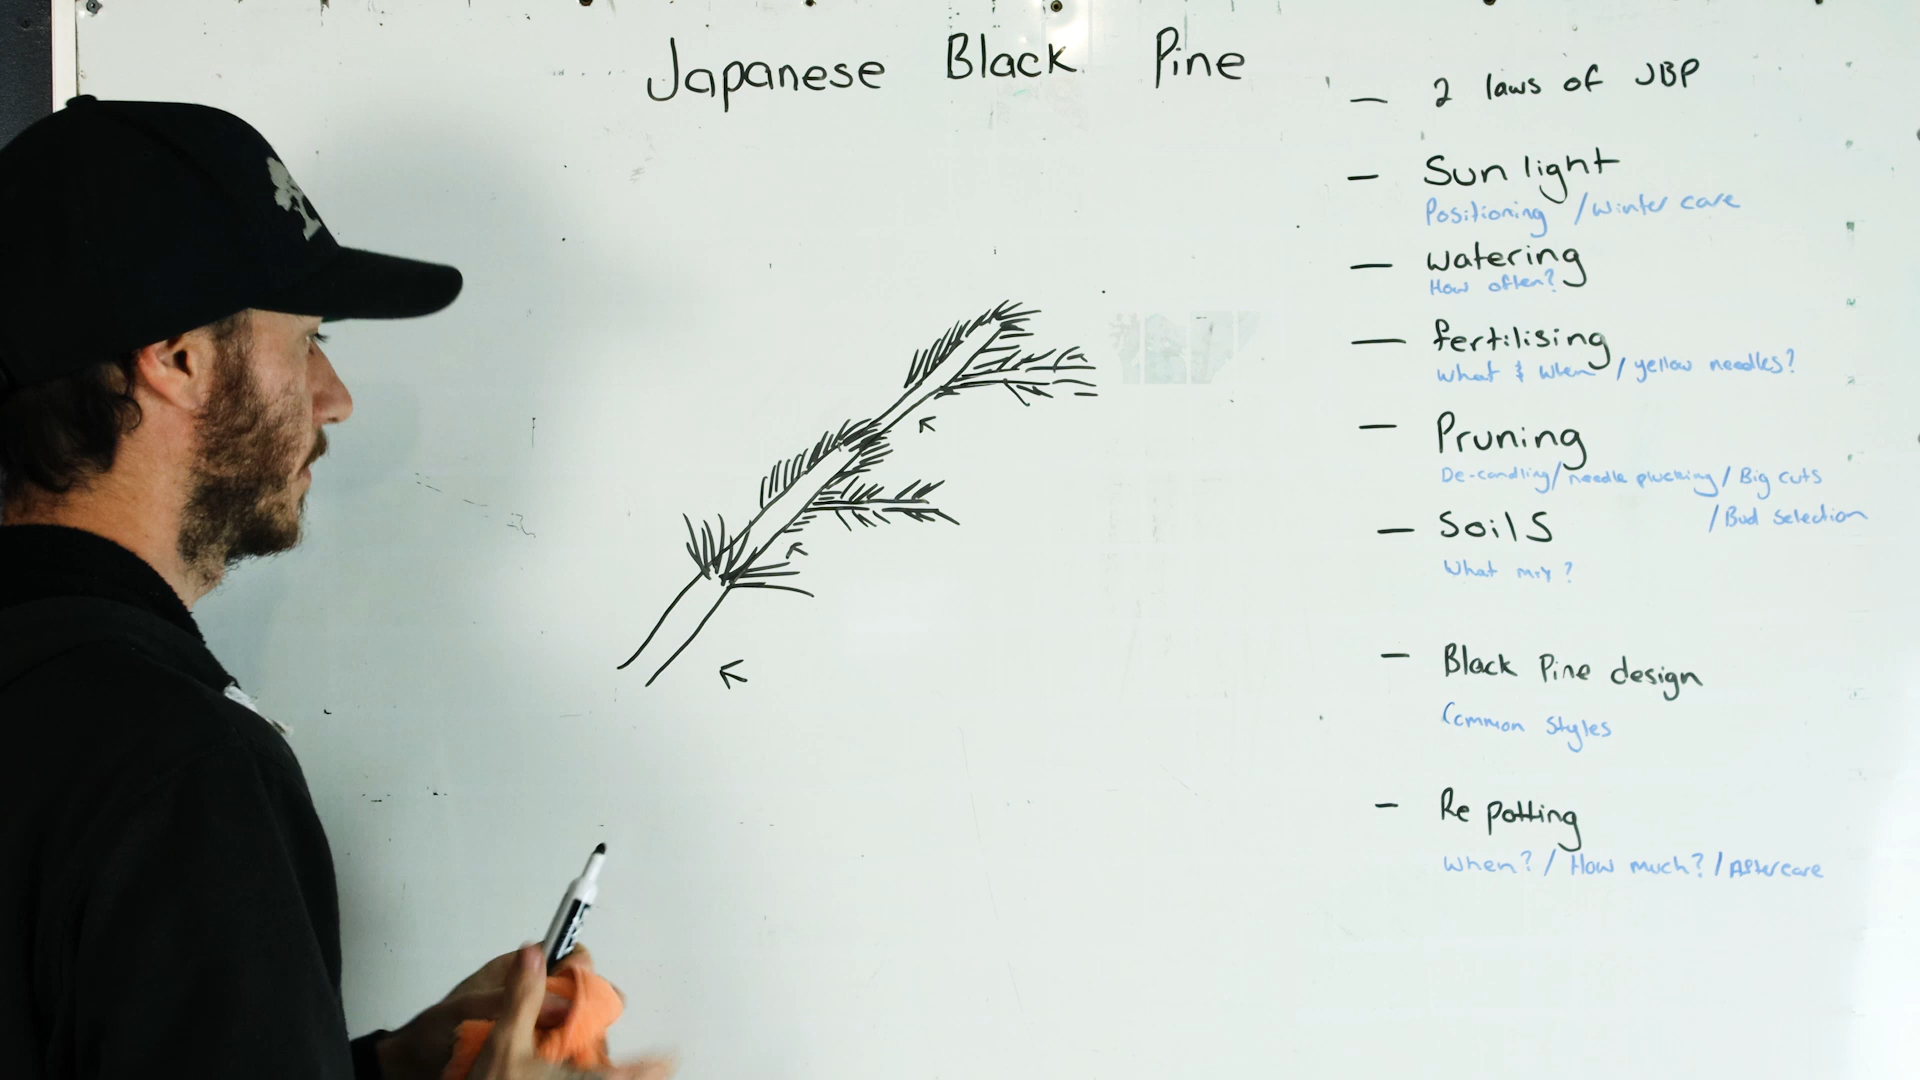 Japanese Black Pine
— 2 laws of JBP
— Sun light
Positioning / Winter care
— Watering
How often?
— fertilising
What & When / yellow needles?
— Pruning
De-candling / needle plucking / Big cuts
/ Bud Selection
— Soils
What mix?
— Black Pine design
Common Styles
— Re potting
When? / How much? / Aftercare